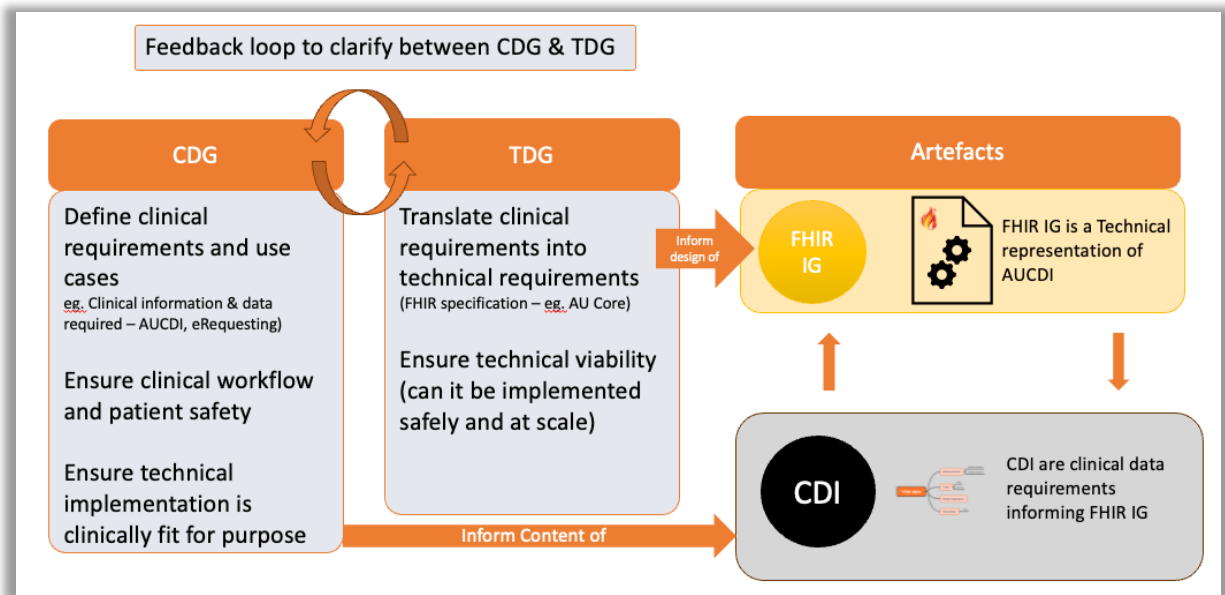 Feedback loop to clarify between CDG & TDG
CDG
Define clinical
requirements and use
cases
eg. Clinical information & data
required – AUCDI, eRequesting)
Ensure clinical workflow
and patient safety
Ensure technical
implementation is
clinically fit for purpose
TDG
Translate clinical
requirements into
technical requirements
(FHIR specification – eg. AU Core)
Ensure technical viability
(can it be implemented
safely and at scale)
Inform
design of
Inform Content of
Artefacts
FHIR
IG
FHIR IG is a Technical
representation of
AUCDI
CDI
CDI are clinical data
requirements
informing FHIR IG